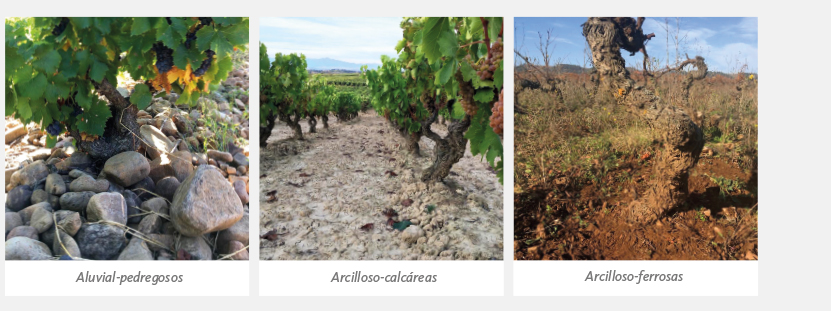 Aluvial-pedregosos
Arcilloso-calcáreas
Arcilloso-ferrosas